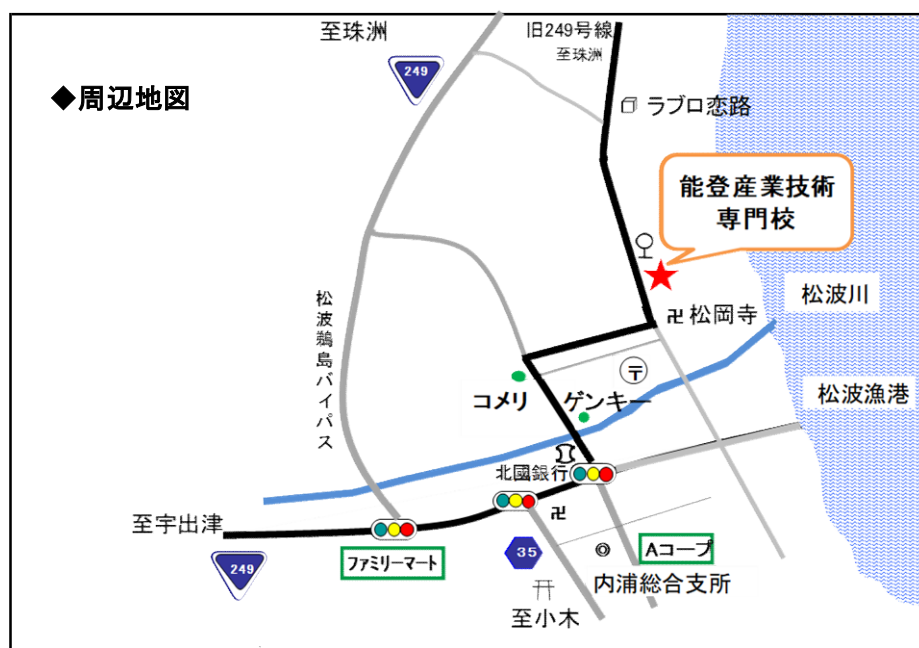 至珠洲
旧249号線
至珠洲
249
◆周辺地図
ラブロ恋路
能登産業技術
専門校
松波川
卍松岡寺
松波鵜島バイパス
〒
コメリ
ゲンキー
松波漁港
北國銀行
至宇出津
卍
249
ファミリーマート
35
Aコープ
内浦総合支所
至小木